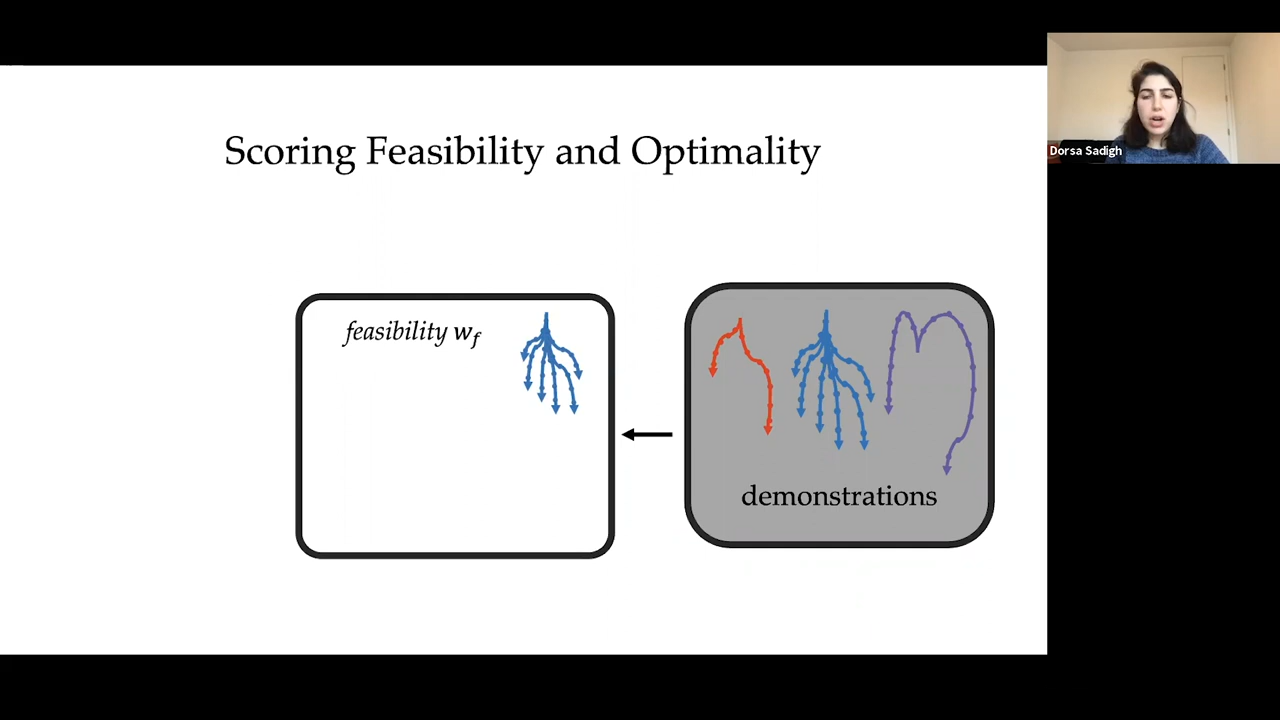 Scoring Feasibility and Optimality
Dorsa Sadigh
feasibility w_f
demonstrations